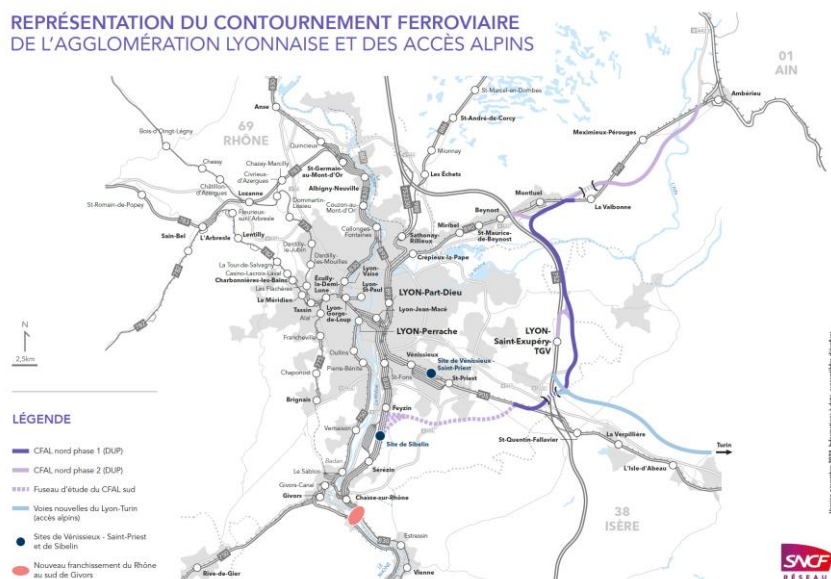 REPRÉSENTATION DU CONTOURNEMENT FERROVIAIRE
DE L'AGGLOMÉRATION LYONNAISE ET DES ACCÈS ALPINS
01
AIN
Ambérieu
St-Marcel-en-Dombes
Anse
St-André-de-Corcy
69
RHÔNE
Bois-d'Oingt-Légny
Quincieux
Meximieux-Pérouges
Mionnay
Chessy
Chazay-Marcilly
St-Germain-
au-Mont-d'Or
Civrieux-
d'Azergues
Les Échets
Châtillon-
d'Azergues
Lozanne
Albigny-Neuville
Montluel
Dommartin-
Lissieu
Couzon-au-
Mont-d'Or
La Valbonne
St-Romain-de-Popey
Fleurieux-
sur-l'Arbresle
Beynost
Sain-Bel
L'Arbresle
Lentilly
Collonges-
Fontaines
Sathonay
Rillieux
Miribel
St-Maurice-
de-Beynost
Dardilly-
le-Jubin
Dardilly-
les-Mouilles
Crépieux-la-Pape
La Tour-de-Salvagny
Casino-Lacroix-Laval
Charbonnières-les-Bains
Les Flachères
Le Méridien
Écully-
la-Demi-
Lune
Lyon-
Vaise
Lyon-
St-Paul
LYON-Part-Dieu
Tassin
Alaï
Lyon-
Gorge-
de-Loup
Lyon-Jean-Macé
LYON-Perrache
LYON-
Saint-Exupéry-
TGV
N
2,5km
Francheville
Oullins
Vénissieux
Site de Vénissieux -
Saint-Priest
Chaponost
Pierre-Bénite
St-Fons
St-Priest
Brignais
Feyzin
LÉGENDE
Vernaison
St-Quentin-Fallavier
La Verpillière
Turin
Site de Sibelin
CFAL nord phase 1 (DUP)
Badan
L'Isle-d'Abeau
CFAL nord phase 2 (DUP)
Le Sablon
Sérézin
Fuseau d'étude du CFAL sud
Givors-Canal
Givors
Chasse-sur-Rhône
Voies nouvelles du Lyon-Turin
(accès alpins)
38
ISÈRE
Sites de Vénissieux - Saint-Priest
et de Sibelin
Estressin
Nouveau franchissement du Rhône
au sud de Givors
Rive-de-Gier
LE RHÔNE
Vienne
SNCF
RÉSEAU